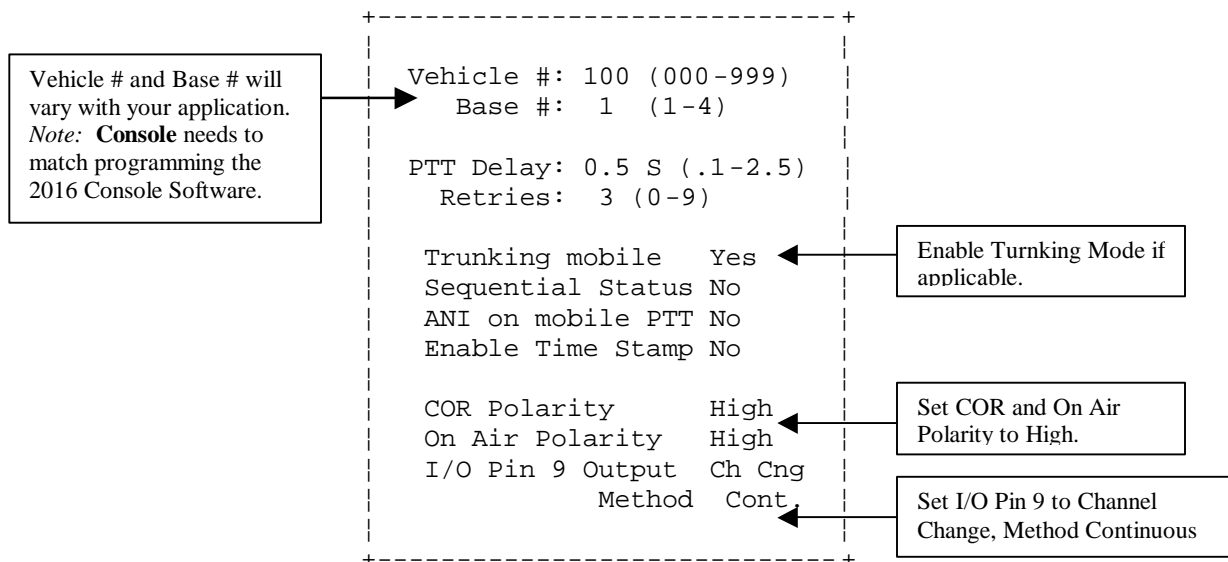 Vehicle # and Base # will
vary with your application.
Note: Console needs to
match programming the
2016 Console Software.
Vehicle #: 100 (000-999)
Base #: 1 (1-4)
PTT Delay: 0.5 S (.1-2.5)
Retries: 3 (0-9)
Trunking mobile Yes
Sequential Status No
ANI on mobile PTT No
Enable Time Stamp No
COR Polarity High
On Air Polarity High
I/O Pin 9 Output Ch Cng
Method Cont.
Enable Turnking Mode if
applicable.
Set COR and On Air
Polarity to High.
Set I/O Pin 9 to Channel
Change, Method Continuous